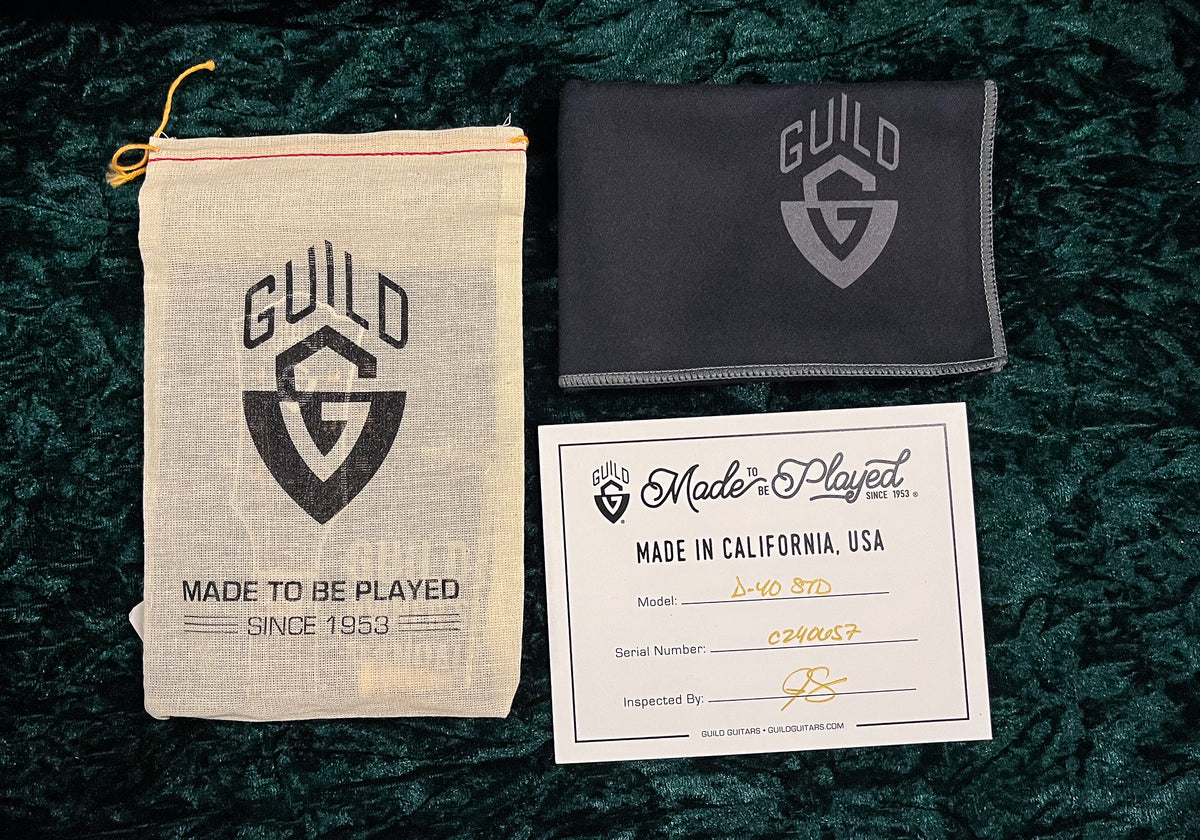 GUILD
G
MADE TO BE PLAYED
SINCE 1953
GUILD
G
GUILD
G
Made TO BE Played
SINCE 1953 ®
MADE IN CALIFORNIA, USA
Model: D-40 STD
Serial Number: C240657
Inspected By:
GUILD GUITARS • GUILDGUITARS.COM